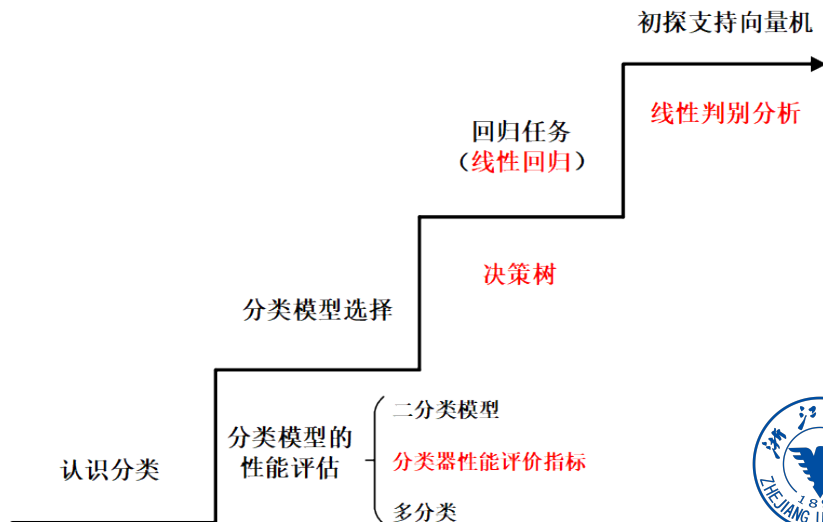 初探支持向量机
线性判别分析
回归任务
（线性回归）
决策树
分类模型选择
二分类模型
分类模型的
性能评估
分类器性能评价指标
认识分类
多分类
浙江
ZHEJIANG